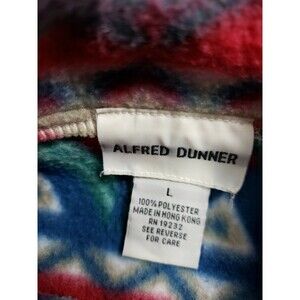 ALFRED DUNNER
L
100% POLYESTER
MADE IN HONG KONG
RN 19232
SEE REVERSE
FOR CARE